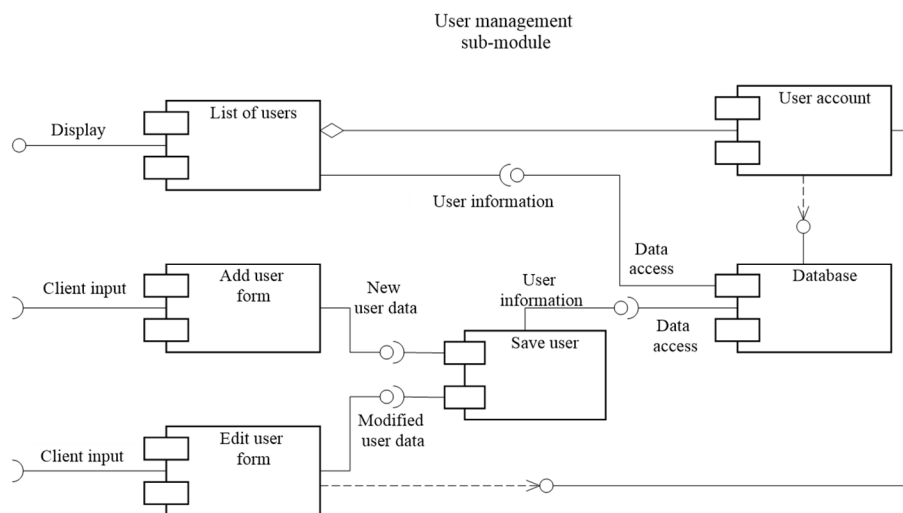 User management
sub-module
List of users
User account
Display
User information
Data
access
Database
Add user
form
Client input
New
user data
User
information
Data
access
Save user
Modified
user data
Edit user
form
Client input